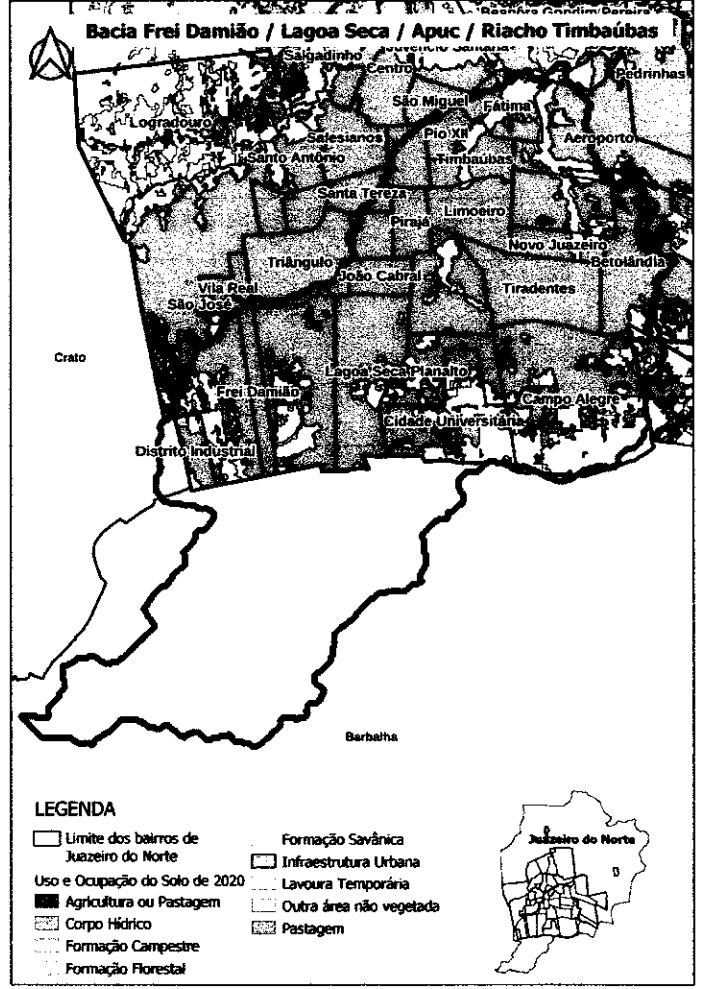 Bacia Frei Damião / Lagoa Seca / Apuc / Riacho Timbaúbas
Salgadinho
Centro
Pedrinhas
São Miguel
Fátima
Logradouro
Salesianos
Pio XII
Aeroporto
Santo Antônio
Timbaúbas
Santa Tereza
Limoeiro
Pirajá
Novo Juazeiro
Triângulo
Betolândia
João Cabral
Vila Real
Tiradentes
São José
Crato
Lagoa Seca Planalto
Frei Damião
Campo Alegre
Cidade Universitária
Distrito Industrial
Barbalha
LEGENDA
Limite dos bairros de
Juazeiro do Norte
Uso e Ocupação do Solo de 2020
Agricultura ou Pastagem
Corpo Hídrico
Formação Campestre
Formação Florestal
Formação Savânica
Infraestrutura Urbana
Lavoura Temporária
Outra área não vegetada
Pastagem
Juazeiro do Norte